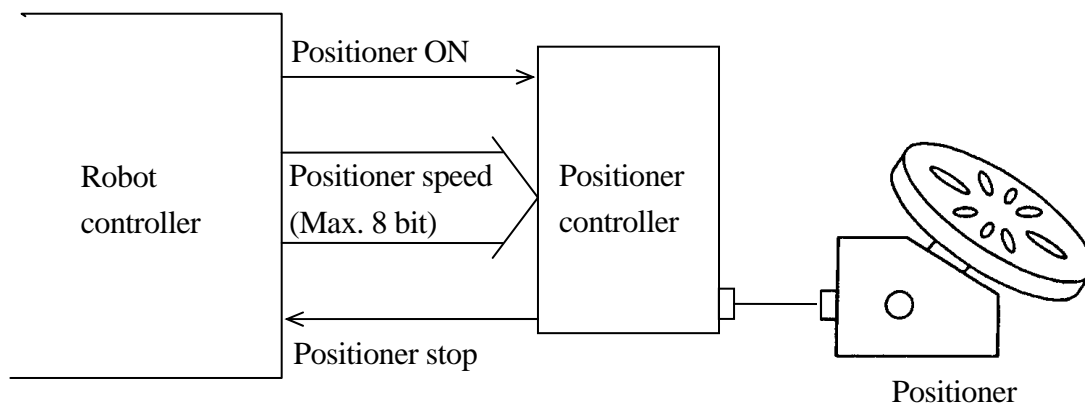 Positioner ON
Robot
controller
Positioner speed
(Max. 8 bit)
Positioner
controller
Positioner stop
Positioner